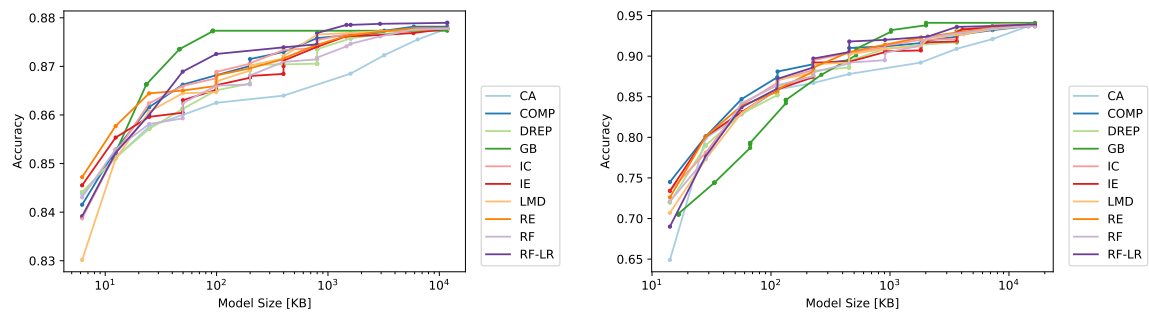 0.88
0.87
0.86
0.85
0.84
0.83
Accuracy
10¹
10²
10³
10⁴
Model Size [KB]
CA
COMP
DREP
GB
IC
IE
LMD
RE
RF
RF-LR
0.95
0.90
0.85
0.80
0.75
0.70
0.65
Accuracy
10¹
10²
10³
10⁴
Model Size [KB]
CA
COMP
DREP
GB
IC
IE
LMD
RE
RF
RF-LR